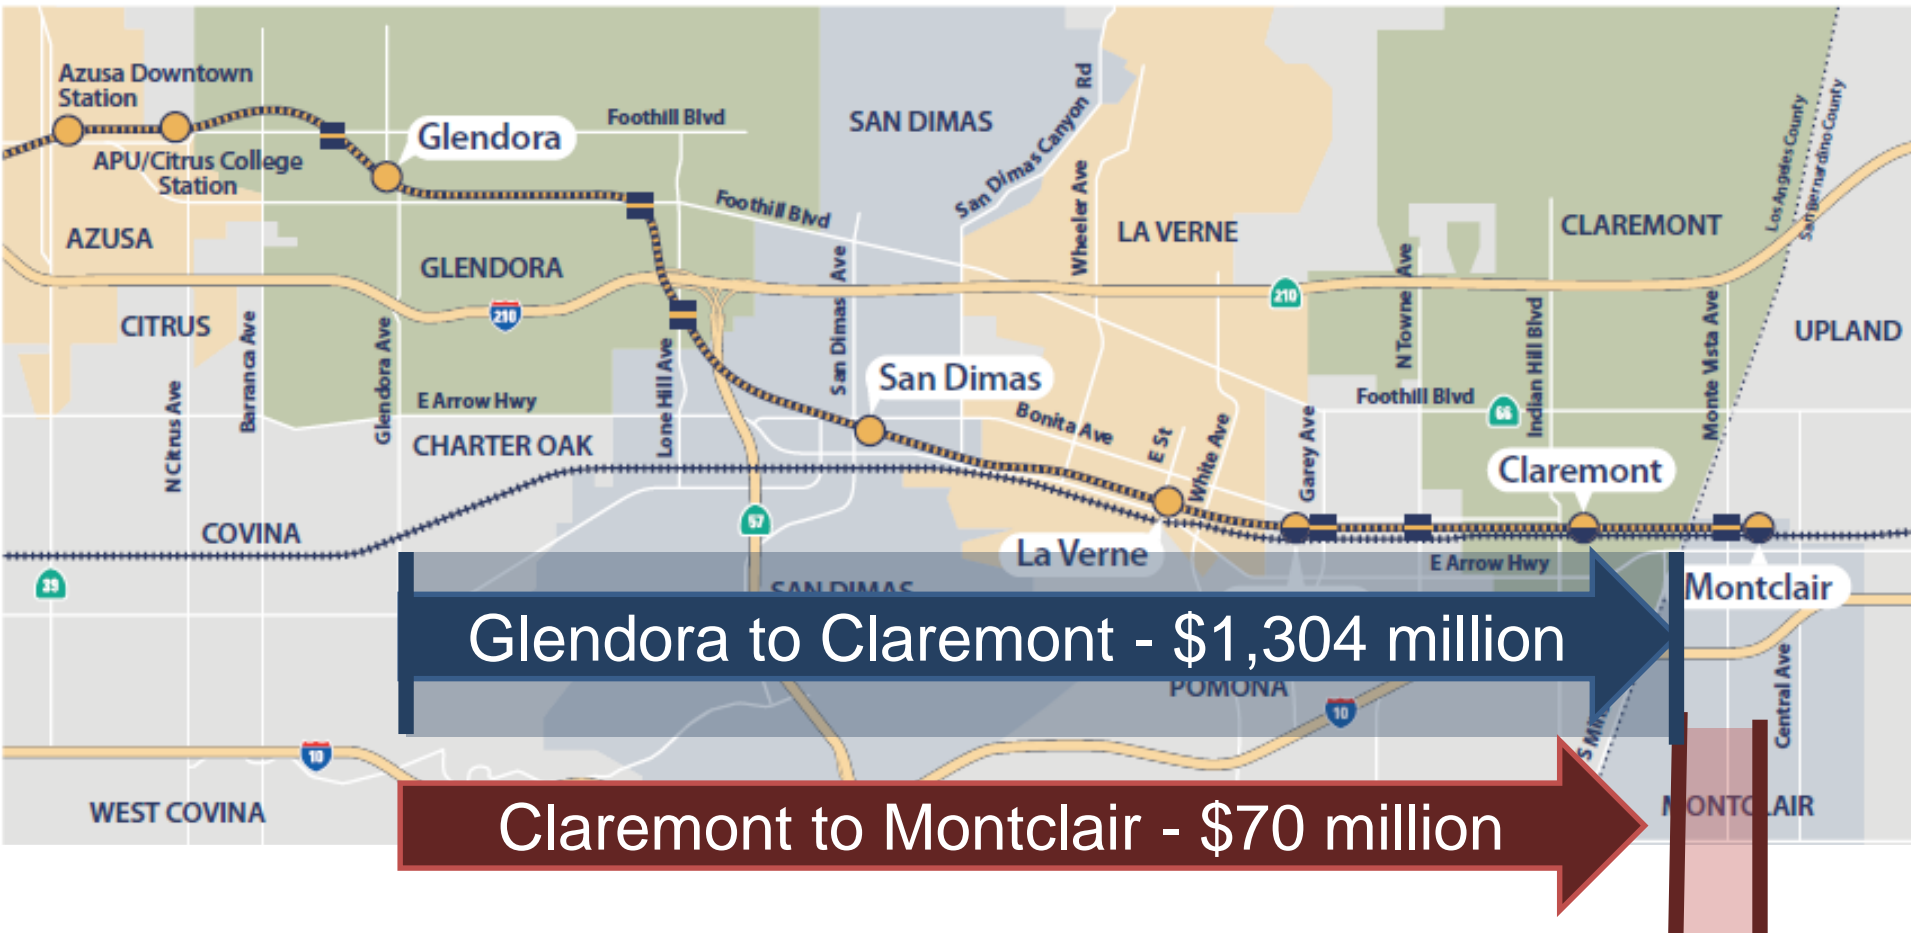 Azusa Downtown
Station
APU/Citrus College
Station
Glendora
Foothill Blvd
SAN DIMAS
San Dimas Canyon Rd
Wheeler Ave
Los Angeles County
San Bernardino County
Foothill Blvd
AZUSA
GLENDORA
LA VERNE
CLAREMONT
210
210
CITRUS
UPLAND
Barranca Ave
Glendora Ave
N Citrus Ave
Lone Hill Ave
San Dimas Ave
N Towne Ave
Indian Hill Blvd
Monte Vista Ave
San Dimas
E Arrow Hwy
Foothill Blvd
66
Bonita Ave
E St
White Ave
Garey Ave
CHARTER OAK
Claremont
COVINA
57
La Verne
E Arrow Hwy
39
SAN DIMAS
Montclair
Glendora to Claremont - $1,304 million
POMONA
10
10
Central Ave
WEST COVINA
Claremont to Montclair - $70 million
MONTCLAIR